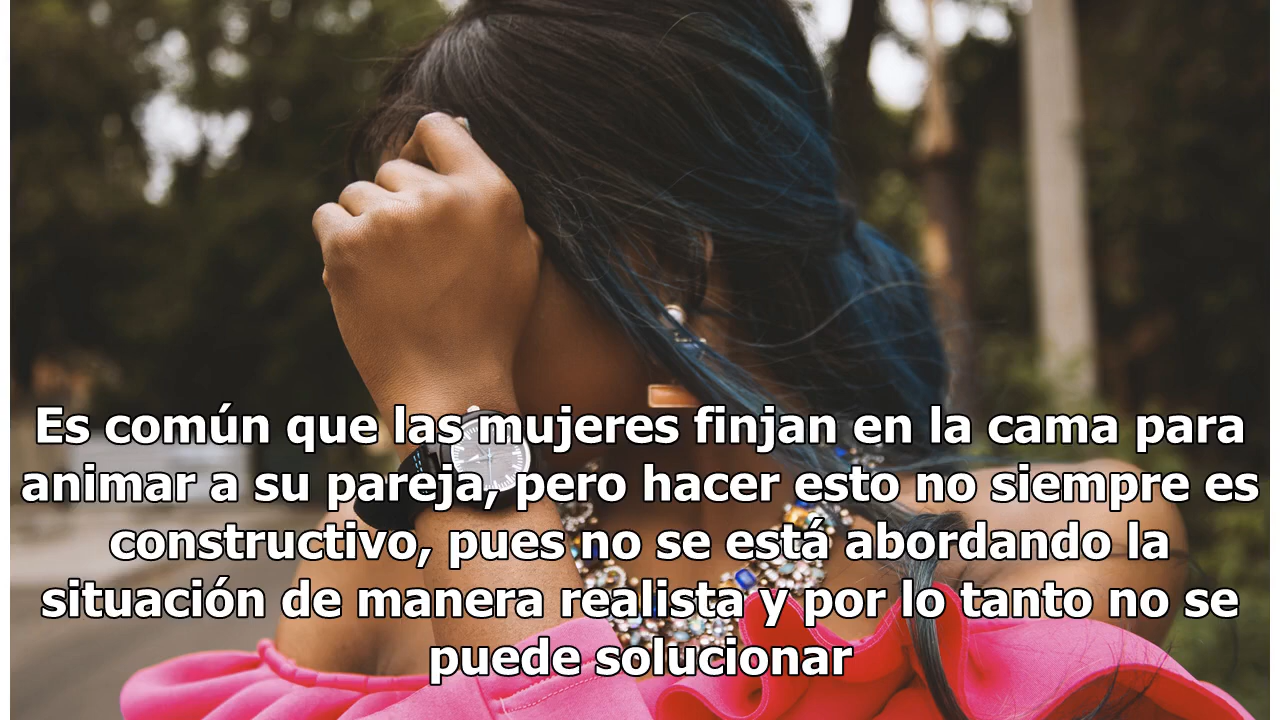 Es común que las mujeres finjan en la cama para
animar a su pareja, pero hacer esto no siempre es
constructivo, pues no se está abordando la
situación de manera realista y por lo tanto no se
puede solucionar